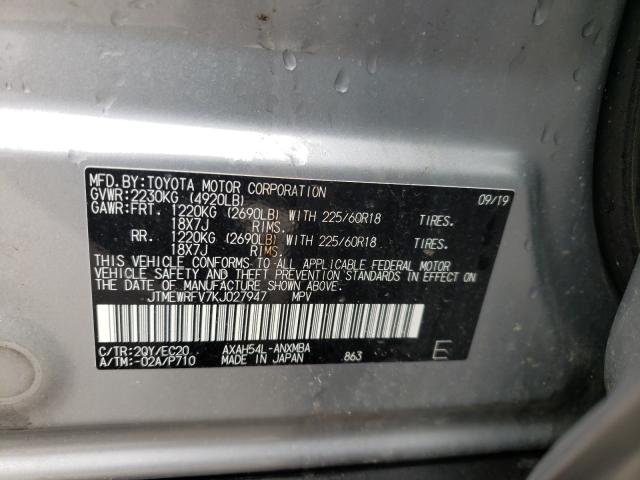 MFD.BY:TOYOTA MOTOR CORPORATION 09/19
GVWR:2230KG (4920LB)
GAWR:FRT. 1220KG (2690LB) WITH 225/60R18 TIRES.
18X7J RIMS.
RR. 1220KG (2690LB) WITH 225/60R18 TIRES.
18X7J RIMS.
THIS VEHICLE CONFORMS TO ALL APPLICABLE FEDERAL MOTOR
VEHICLE SAFETY AND THEFT PREVENTION STANDARDS IN EFFECT ON
THE DATE OF MANUFACTURE SHOWN ABOVE.
JTMEWRFV7KJ027947 MPV
C/TR:2QY/EC20 AXAH54L-ANXMBA
A/TM:-02A/P710 MADE IN JAPAN 863 E